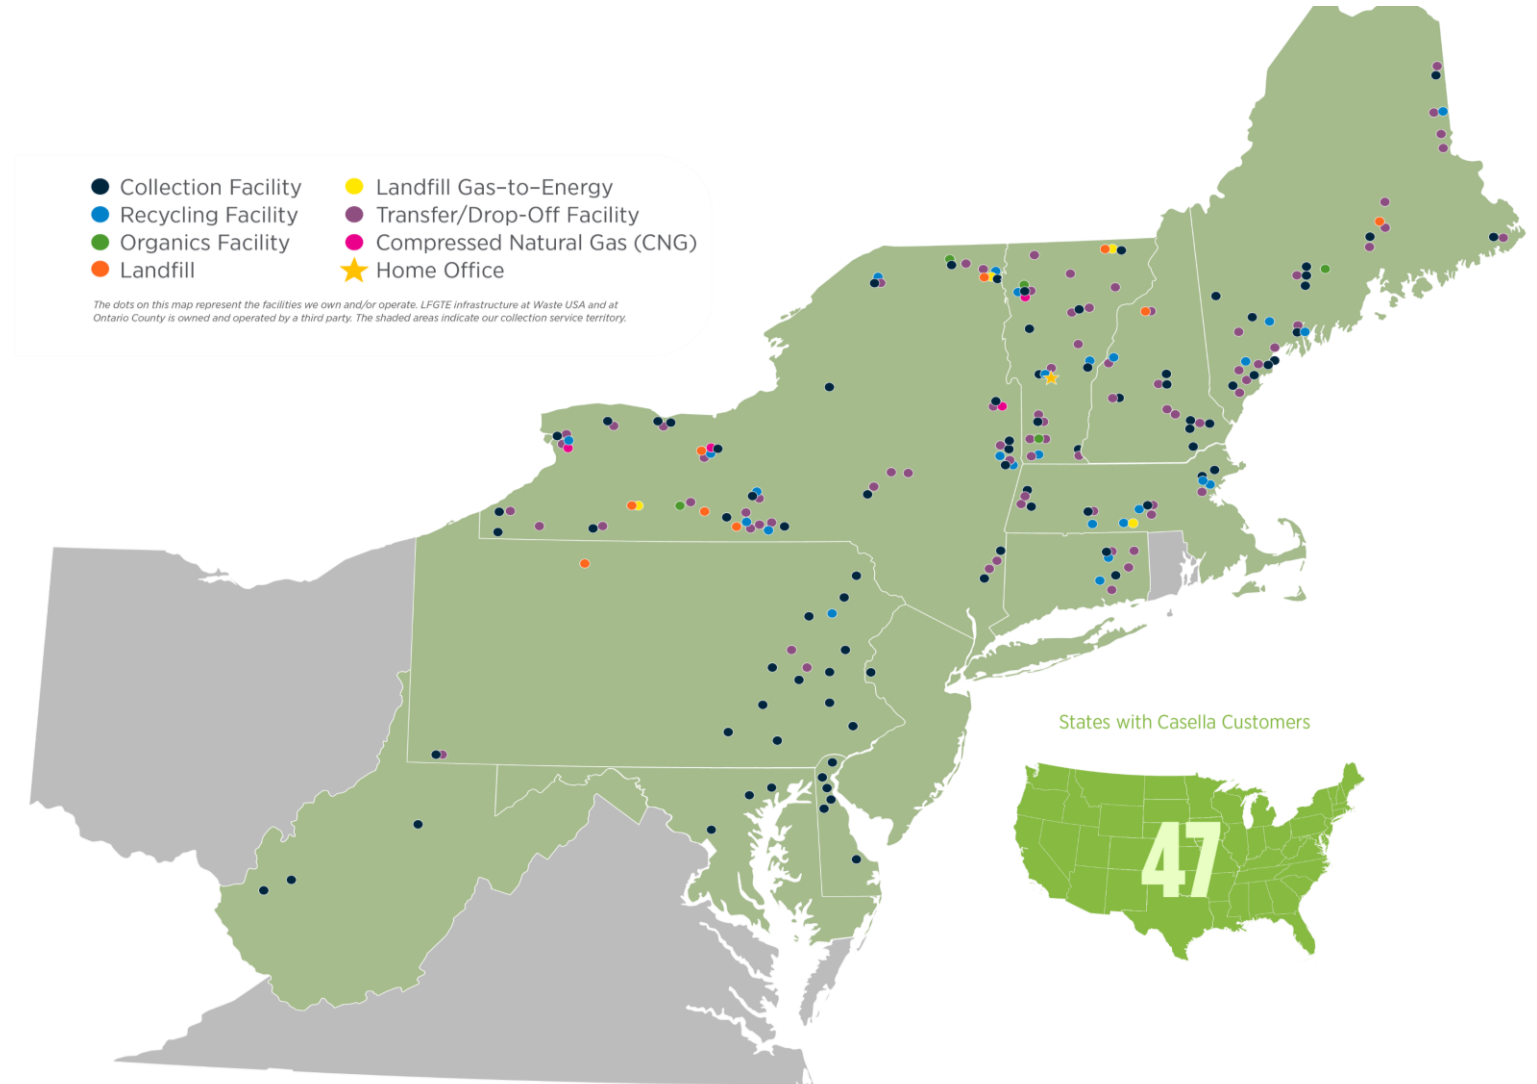 Collection Facility
Recycling Facility
Organics Facility
Landfill
Landfill Gas–to–Energy
Transfer/Drop-Off Facility
Compressed Natural Gas (CNG)
Home Office
The dots on this map represent the facilities we own and/or operate. LFGTE infrastructure at Waste USA and at
Ontario County is owned and operated by a third party. The shaded areas indicate our collection service territory.
States with Casella Customers
47